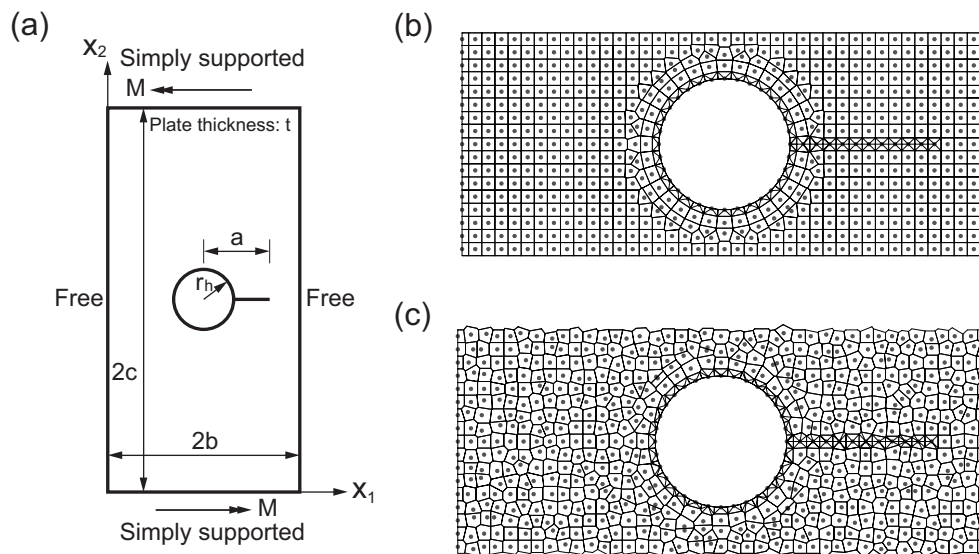 (a)
x2
Simply supported
M
Plate thickness: t
a
rh
Free
Free
2c
2b
x1
M
Simply supported
(b)
(c)